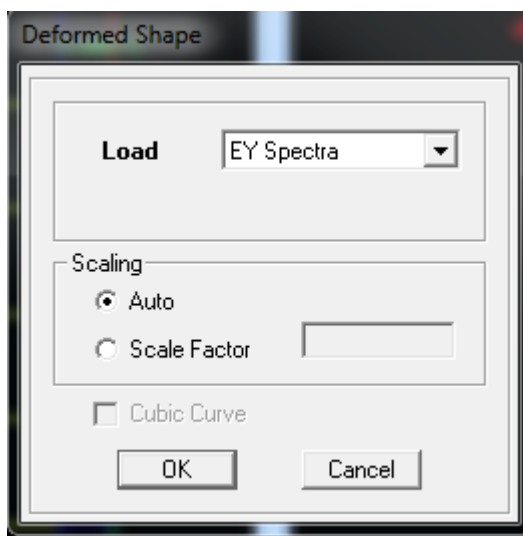 Deformed Shape
Load EY Spectra
Scaling
Auto
Scale Factor
Cubic Curve
OK Cancel